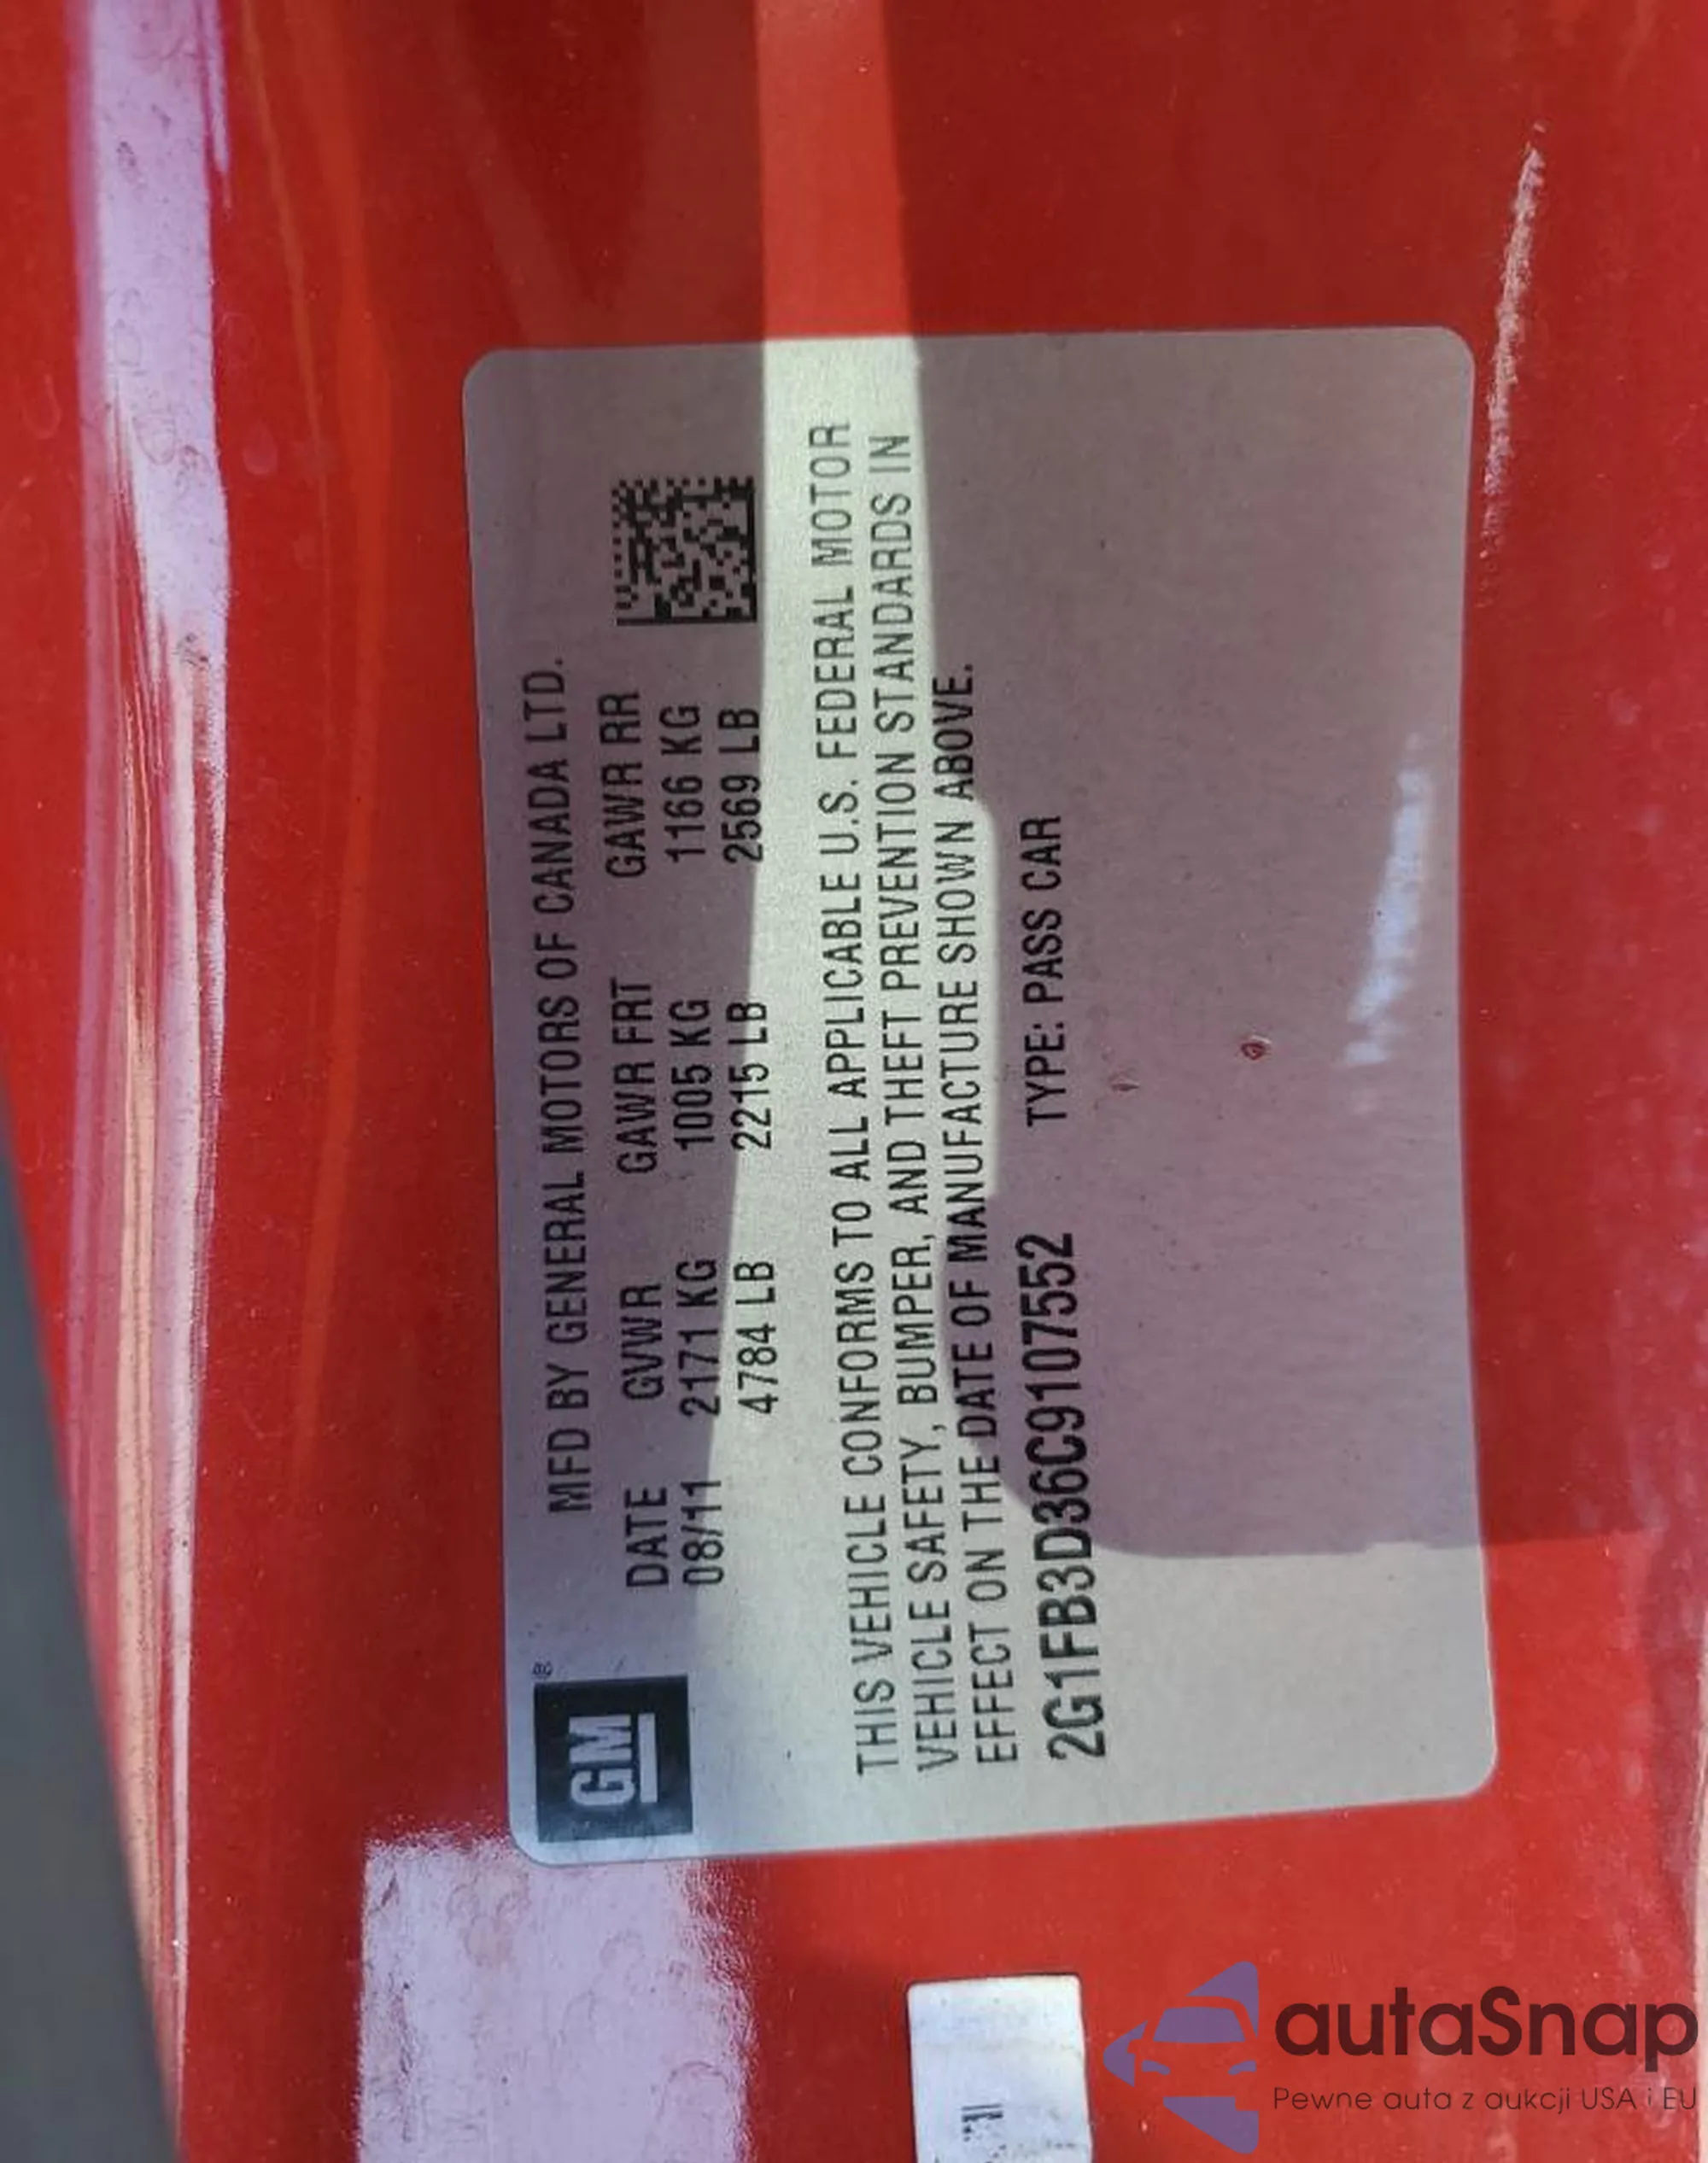 GM®
MFD BY GENERAL MOTORS OF CANADA LTD.
DATE GVWR GAWR FRT GAWR RR
08/11 2171 KG 1005 KG 1166 KG
4784 LB 2215 LB 2569 LB
THIS VEHICLE CONFORMS TO ALL APPLICABLE U.S. FEDERAL MOTOR
VEHICLE SAFETY, BUMPER, AND THEFT PREVENTION STANDARDS IN
EFFECT ON THE DATE OF MANUFACTURE SHOWN ABOVE.
2G1FB3D36C9107552 TYPE: PASS CAR
autaSnap
Pewne auta z aukcji USA i EU